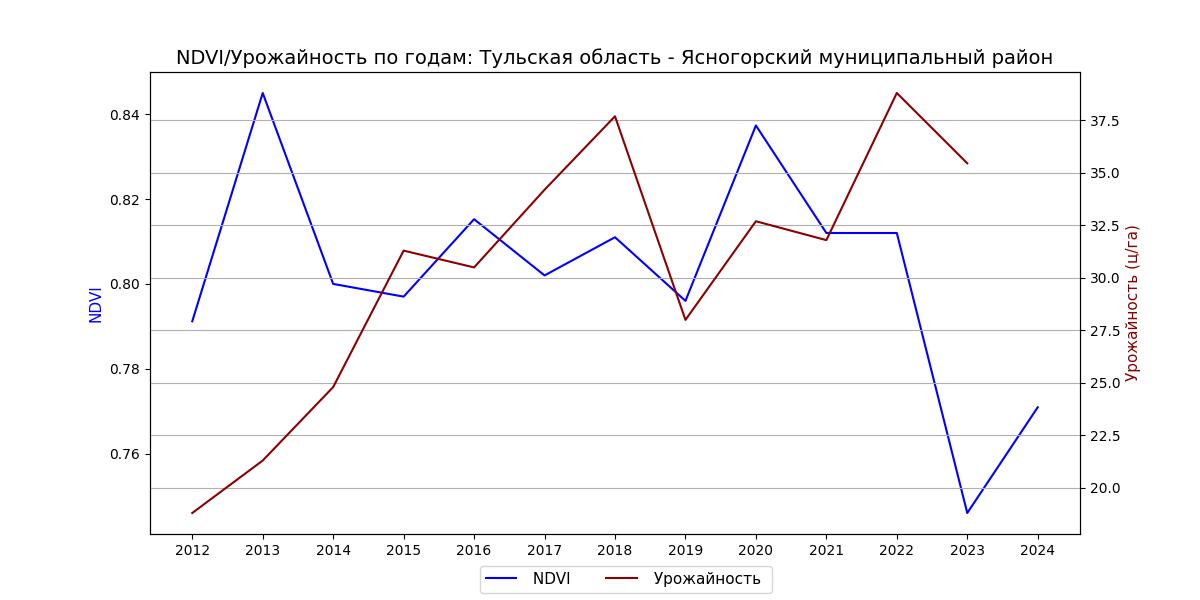 NDVI/Урожайность по годам: Тульская область - Ясногорский муниципальный район
0.84
0.82
0.80
0.78
0.76
NDVI
37.5
35.0
32.5
30.0
27.5
25.0
22.5
20.0
Урожайность (ц/га)
2012 2013 2014 2015 2016 2017 2018 2019 2020 2021 2022 2023 2024
NDVI Урожайность